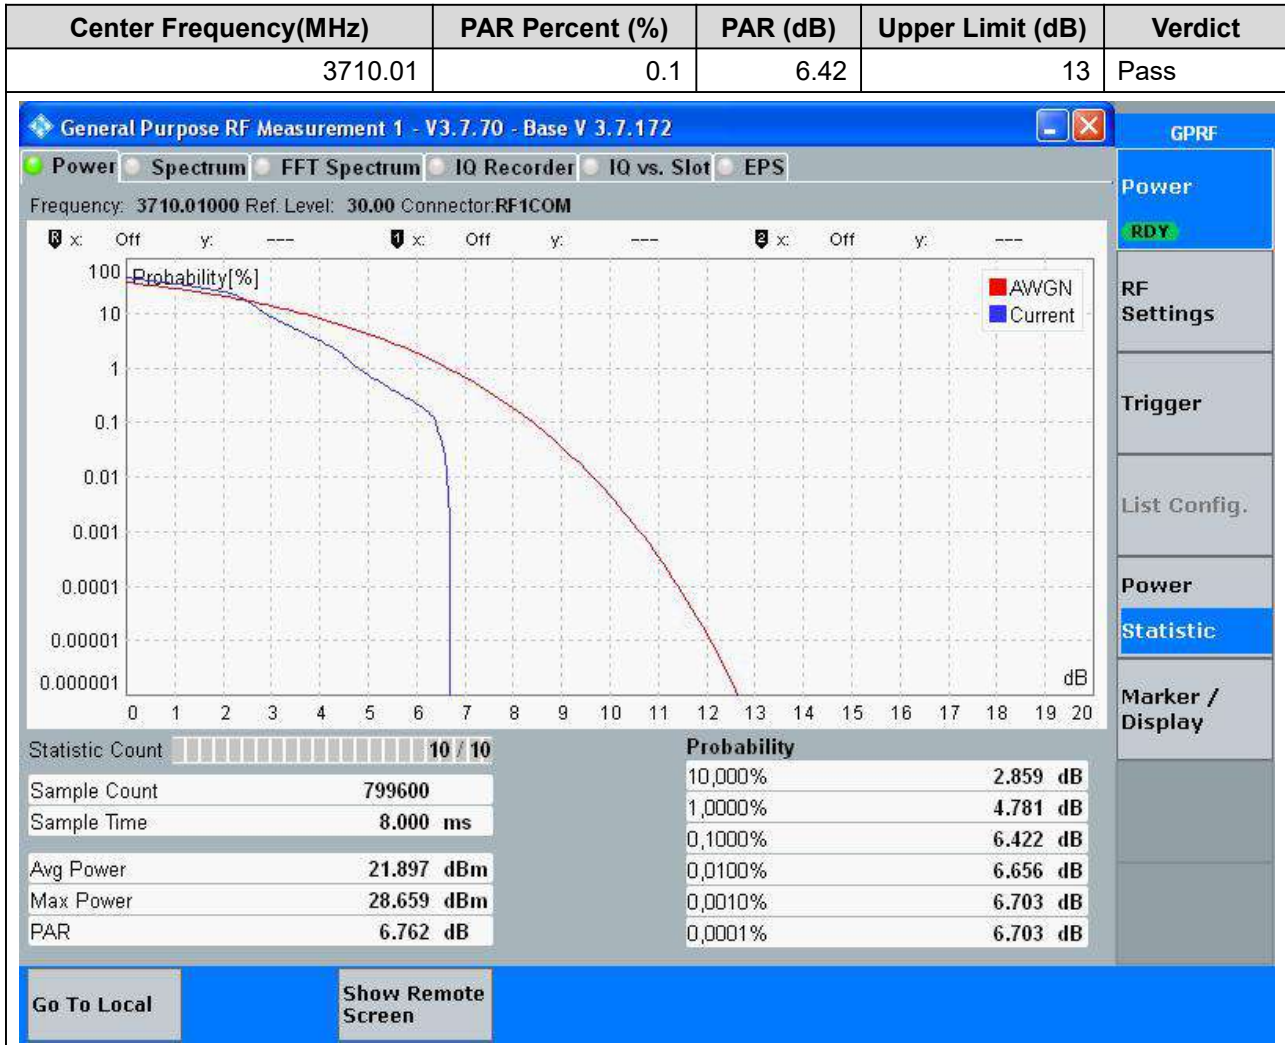 Center Frequency(MHz) PAR Percent (%) PAR (dB) Upper Limit (dB) Verdict
3710.01 0.1 6.42 13 Pass
General Purpose RF Measurement 1 - V3.7.70 - Base V 3.7.172
GPRF
Power Spectrum FFT Spectrum IQ Recorder IQ vs. Slot EPS
Power
RDY
Frequency: 3710.01000 Ref. Level: 30.00 Connector:RF1COM
R x: Off y: --- 1 x: Off y: --- 2 x: Off y: ---
Probability[%]
AWGN
Current
100
10
1
0.1
0.01
0.001
0.0001
0.00001
0.000001
dB
0 1 2 3 4 5 6 7 8 9 10 11 12 13 14 15 16 17 18 19 20
RF
Settings
Trigger
List Config.
Power
Statistic
Marker /
Display
Statistic Count 10 / 10
Sample Count 799600
Sample Time 8.000 ms
Avg Power 21.897 dBm
Max Power 28.659 dBm
PAR 6.762 dB
Probability
10,000% 2.859 dB
1,0000% 4.781 dB
0,1000% 6.422 dB
0,0100% 6.656 dB
0,0010% 6.703 dB
0,0001% 6.703 dB
Go To Local
Show Remote
Screen